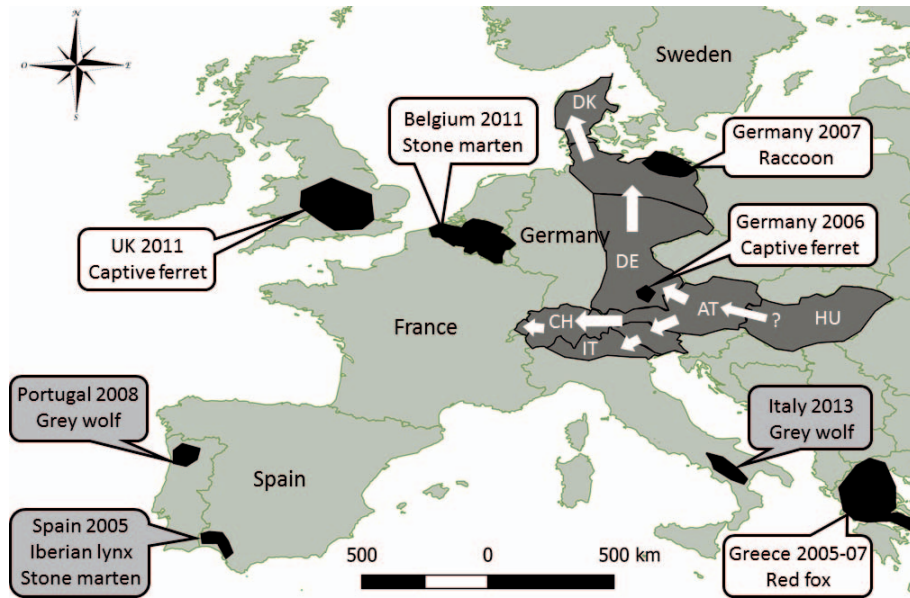 N
O
E
S
Sweden
DK
Belgium 2011
Stone marten
Germany 2007
Raccoon
UK 2011
Captive ferret
Germany
Germany 2006
Captive ferret
DE
AT
?
HU
CH
IT
France
Portugal 2008
Grey wolf
Italy 2013
Grey wolf
Spain
Spain 2005
Iberian lynx
Stone marten
500 0 500 km
Greece 2005-07
Red fox